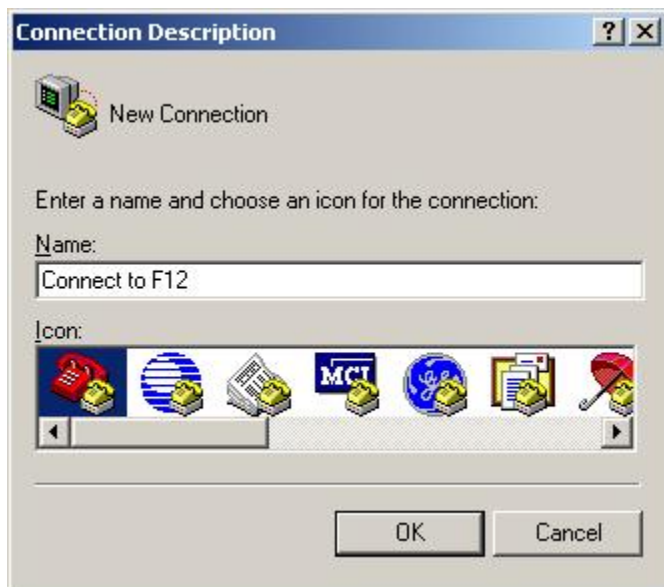 Connection Description
New Connection
Enter a name and choose an icon for the connection:
Name:
Connect to F12
Icon:
MCI
OK Cancel